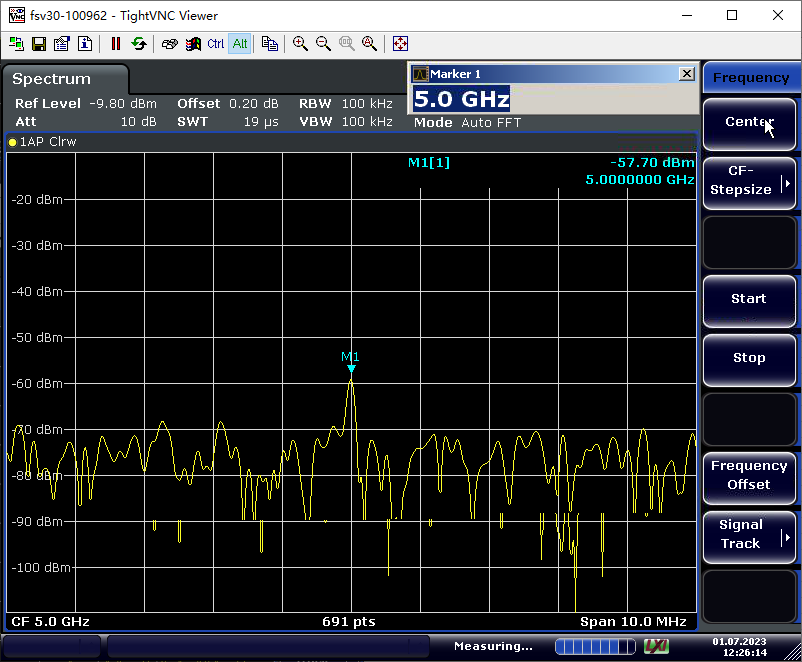 fsv30-100962 - TightVNC Viewer
Ctrl Alt
Spectrum
Ref Level -9.80 dBm Offset 0.20 dB RBW 100 kHz
Att 10 dB SWT 19 µs VBW 100 kHz Mode Auto FFT
Marker 1
5.0 GHz
1AP Clrw
M1[1] -57.70 dBm
5.0000000 GHz
-20 dBm
-30 dBm
-40 dBm
-50 dBm
M1
-60 dBm
-70 dBm
-80 dBm
-90 dBm
-100 dBm
CF 5.0 GHz 691 pts Span 10.0 MHz
Frequency
Center
CF-
Stepsize
Start
Stop
Frequency
Offset
Signal
Track
Measuring...
LXI
01.07.2023
12:26:14